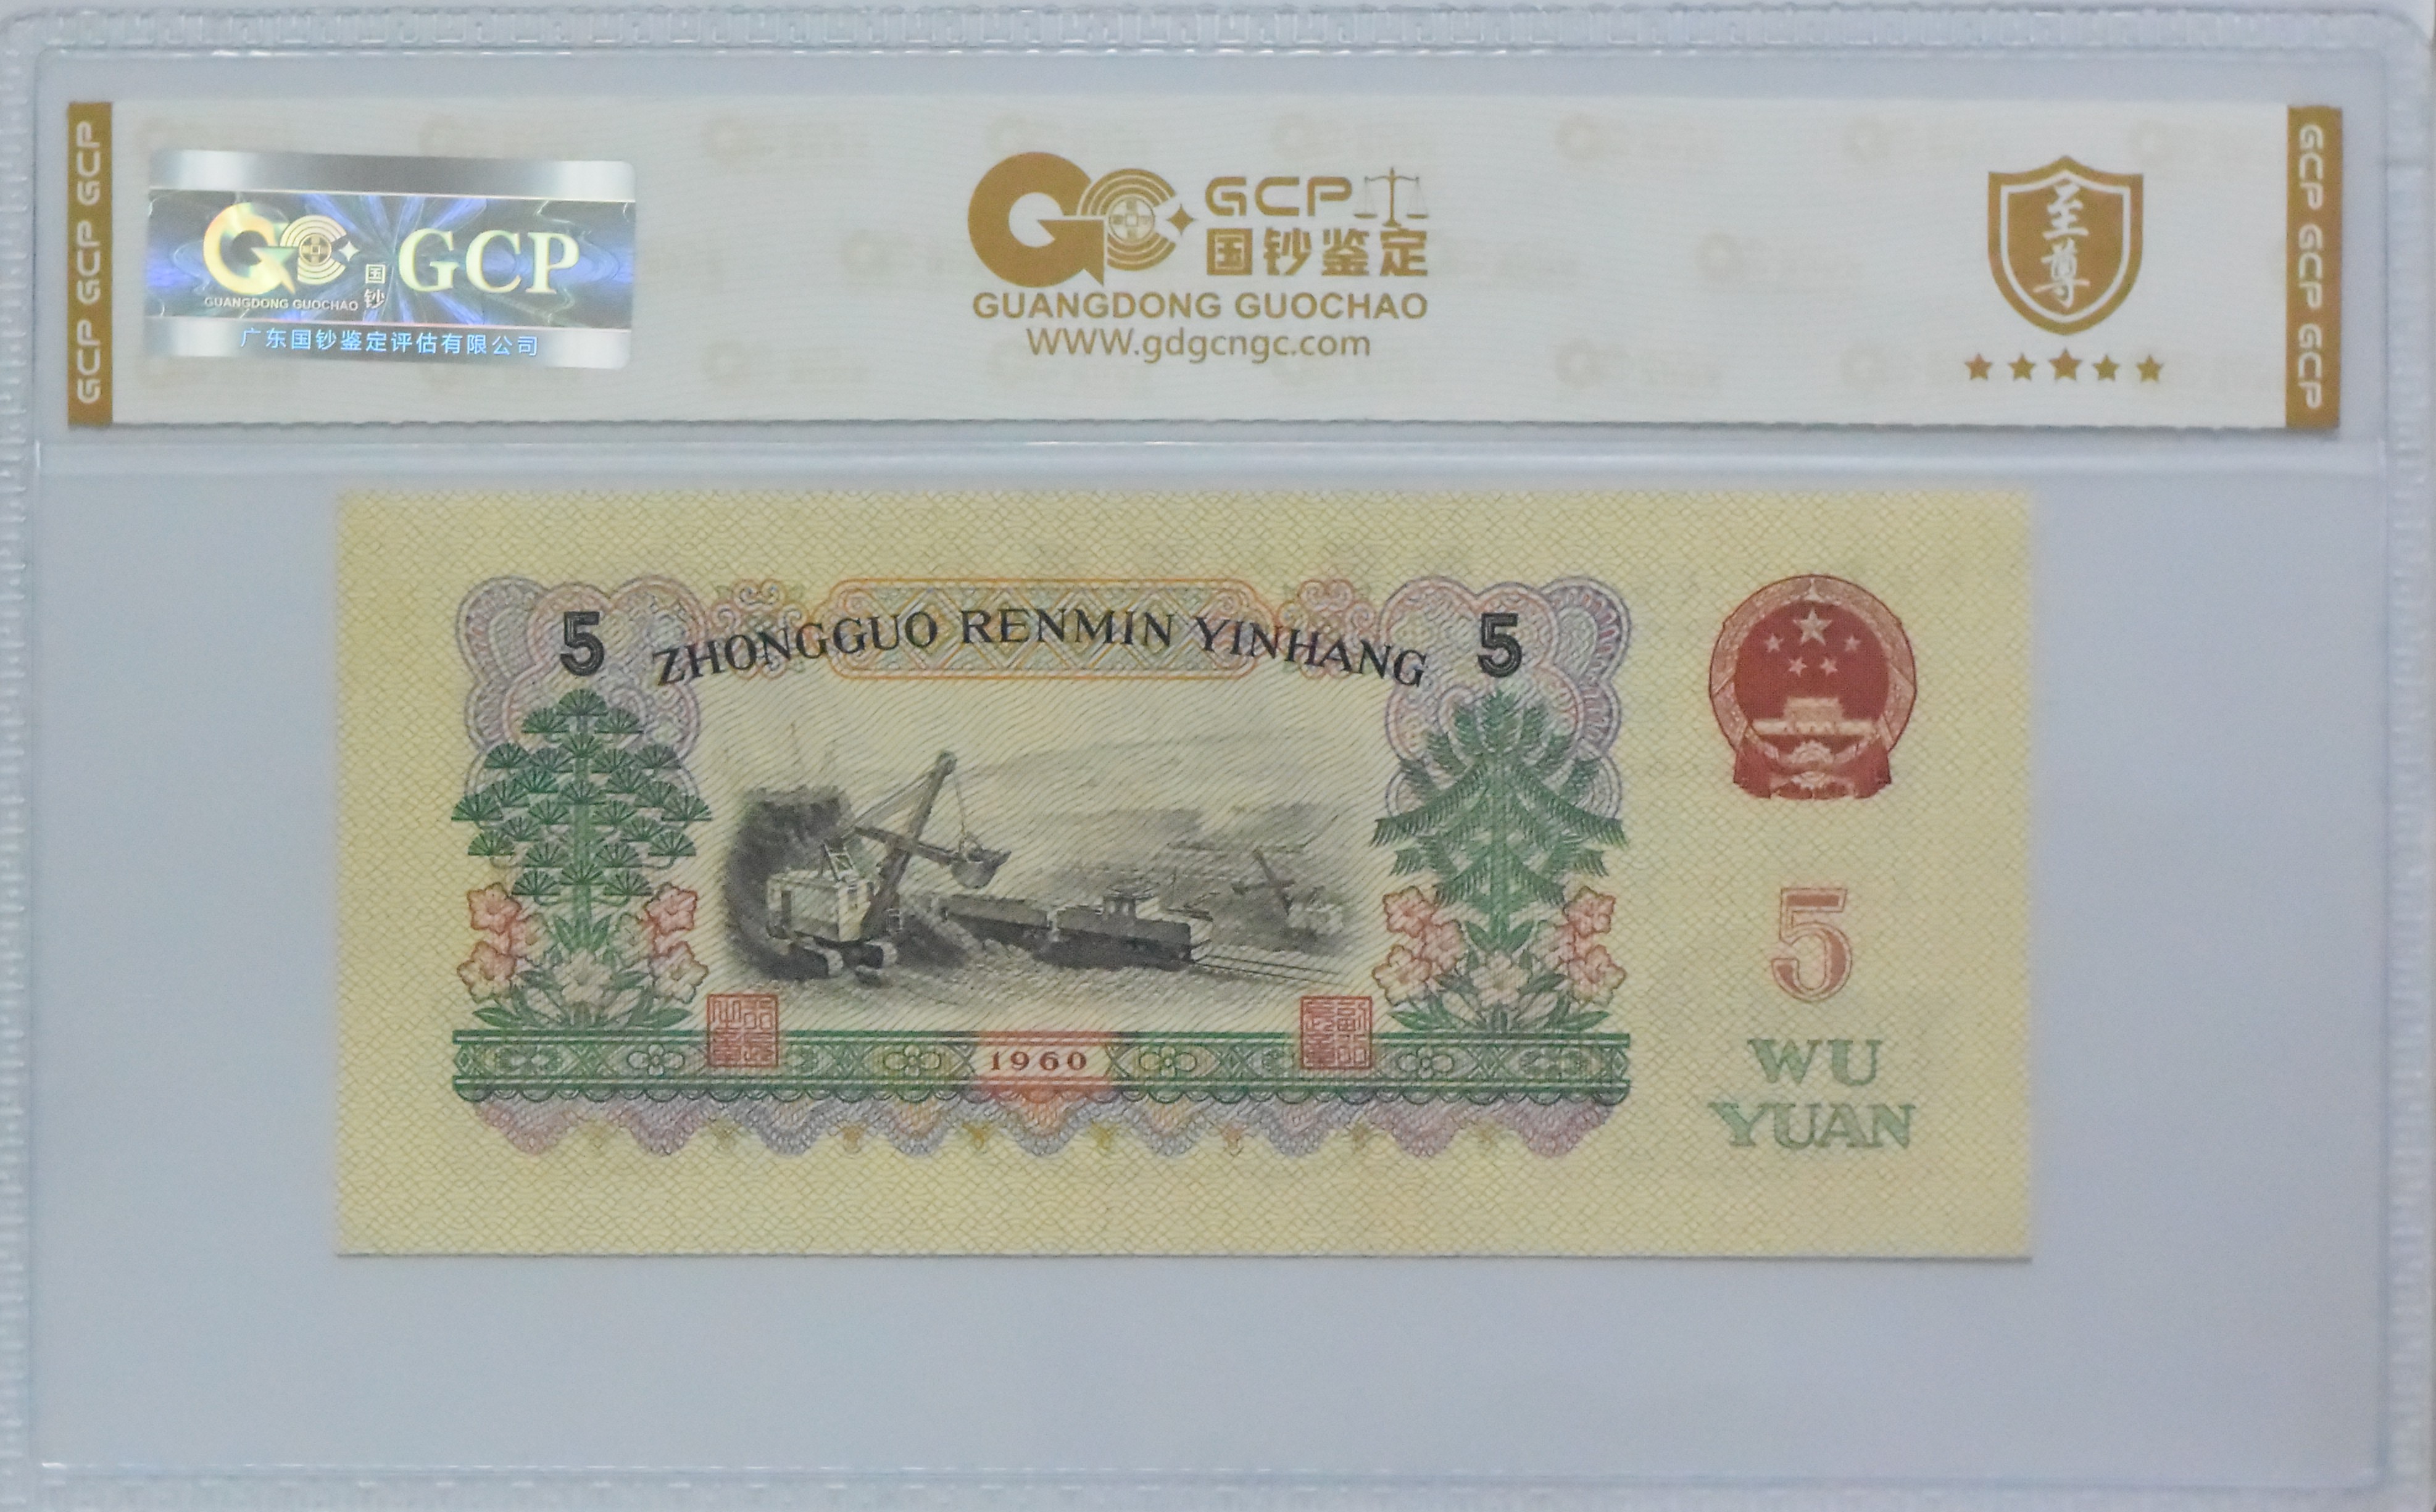 GCP GCP GCP
GUANGDONG GUOCHAO
国钞
GCP
广东国钞鉴定评估有限公司
GCP
国钞鉴定
GUANGDONG GUOCHAO
WWW.gdgcngc.com
至尊
GCP GCP GCP
5 ZHONGGUO RENMIN YINHANG 5
1960
5
WU
YUAN